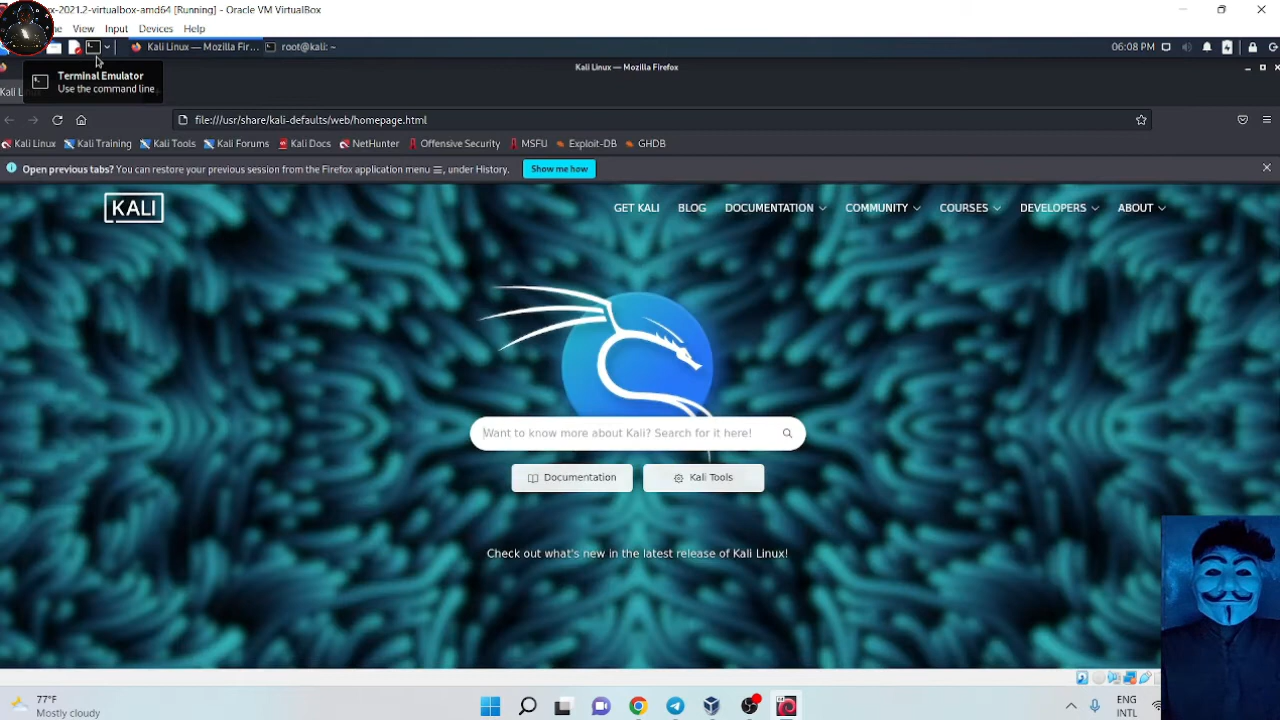 ox-2021.2-virtualbox-amd64 [Running] - Oracle VM VirtualBox
View Input Devices Help
Kali Linux — Mozilla Fir...
root@kali: ~
06:08 PM
Terminal Emulator
Use the command line
Kali Linux — Mozilla Firefox
Kali Lin
file:///usr/share/kali-defaults/web/homepage.html
Kali Linux Kali Training Kali Tools Kali Forums Kali Docs NetHunter Offensive Security MSFU Exploit-DB GHDB
Open previous tabs? You can restore your previous session from the Firefox application menu ☰, under History.
Show me how
KALI
GET KALI BLOG DOCUMENTATION COMMUNITY COURSES DEVELOPERS ABOUT
Want to know more about Kali? Search for it here!
Documentation
Kali Tools
Check out what's new in the latest release of Kali Linux!
77°F
Mostly cloudy
ENG
INTL